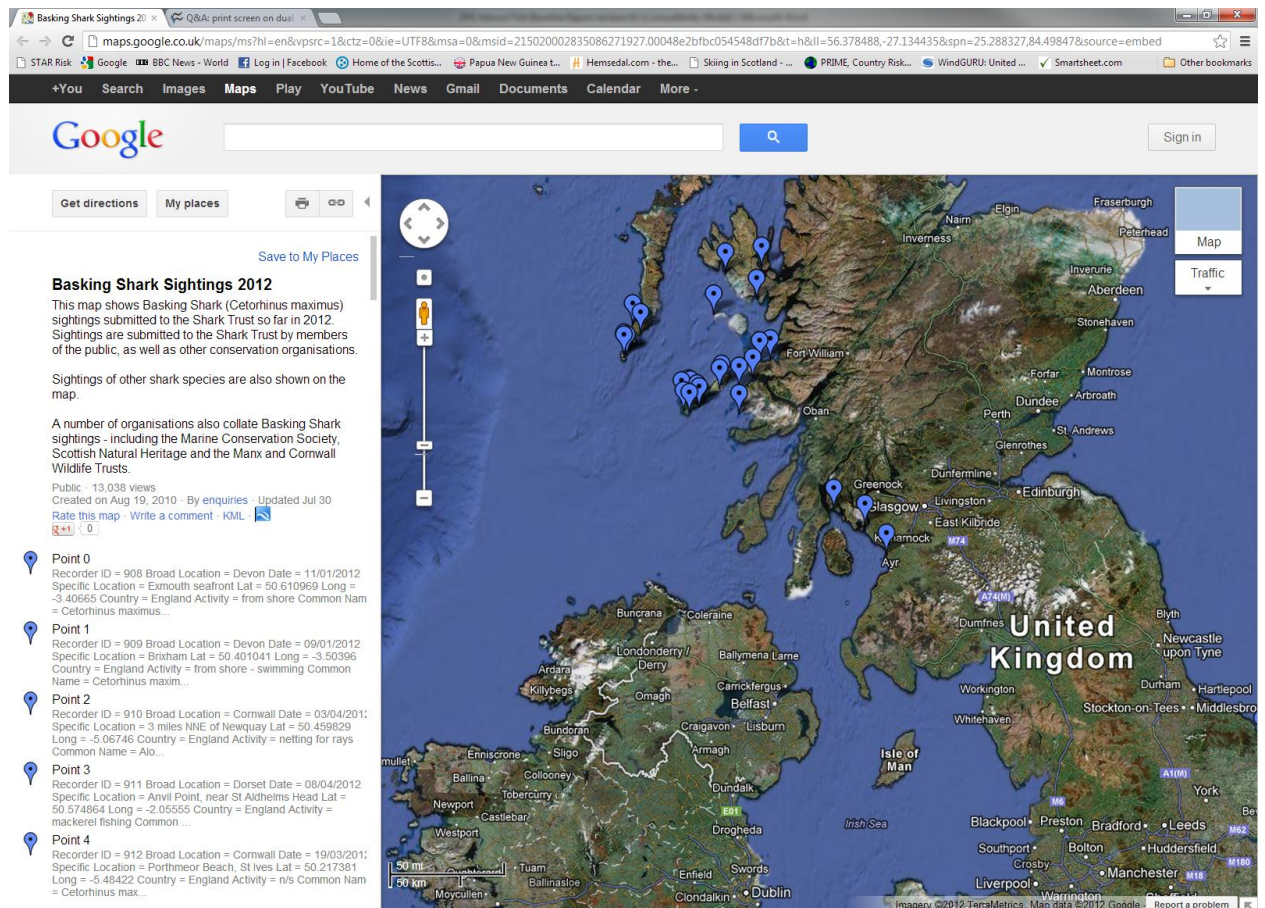 Basking Shark Sightings 20
Q&A: print screen on dual
maps.google.co.uk/maps/ms?hl=en&vpsrc=1&ctz=0&ie=UTF8&msa=0&msid=215020002835086271927.00048e2bfbc054548df7b&t=h&ll=56.378488,-27.134435&spn=25.288327,84.49847&source=embed
STAR Risk Google BBC News - World Log in | Facebook Home of the Scottis... Papua New Guinea t... Hemsedal.com - the... Skiing in Scotland - ... PRIME, Country Risk... WindGURU: United ... Smartsheet.com Other bookmarks
+You Search Images Maps Play YouTube News Gmail Documents Calendar More
Google
Sign in
Get directions My places
Save to My Places
Basking Shark Sightings 2012
This map shows Basking Shark (Cetorhinus maximus)
sightings submitted to the Shark Trust so far in 2012.
Sightings are submitted to the Shark Trust by members
of the public, as well as other conservation organisations.
Sightings of other shark species are also shown on the
map.
A number of organisations also collate Basking Shark
sightings - including the Marine Conservation Society,
Scottish Natural Heritage and the Manx and Cornwall
Wildlife Trusts.
Public · 13,038 views
Created on Aug 19, 2010 · By enquiries · Updated Jul 30
Rate this map · Write a comment · KML ·
+1 0
Point 0
Recorder ID = 908 Broad Location = Devon Date = 11/01/2012
Specific Location = Exmouth seafront Lat = 50.610969 Long =
-3.40665 Country = England Activity = from shore Common Nam
= Cetorhinus maximus...
Point 1
Recorder ID = 909 Broad Location = Devon Date = 09/01/2012
Specific Location = Brixham Lat = 50.401041 Long = -3.50396
Country = England Activity = from shore - swimming Common
Name = Cetorhinus maxim...
Point 2
Recorder ID = 910 Broad Location = Cornwall Date = 03/04/2012
Specific Location = 3 miles NNE of Newquay Lat = 50.459829
Long = -5.06746 Country = England Activity = netting for rays
Common Name = Alo...
Point 3
Recorder ID = 911 Broad Location = Dorset Date = 08/04/2012
Specific Location = Anvil Point, near St Aldhelms Head Lat =
50.574864 Long = -2.05555 Country = England Activity =
mackerel fishing Common ...
Point 4
Recorder ID = 912 Broad Location = Cornwall Date = 19/03/2012
Specific Location = Porthmeor Beach, St Ives Lat = 50.217381
Long = -5.48422 Country = England Activity = n/s Common Nam
= Cetorhinus max...
Map
Traffic
Fraserburgh
Elgin
Nairn
Peterhead
Inverness
Inverurie
Aberdeen
Stonehaven
Fort William
Forfar
Montrose
Arbroath
Dundee
Oban
Perth
St. Andrews
Glenrothes
Dunfermline
Greenock
Edinburgh
Livingston
Glasgow
East Kilbride
M74
Ayr
A74(M)
Dumfries
United
Kingdom
Blyth
Newcastle
upon Tyne
Buncrana
Coleraine
Londonderry /
Derry
Ballymena
Larne
Ardara
Killybegs
Omagh
Carrickfergus
Belfast
Workington
Durham
Hartlepool
Stockton-on-Tees
Middlesbro
Whitehaven
Craigavon
Lisburn
Bundoran
Armagh
Enniscrone
Sligo
mullet
Isle of
Man
Ballina
Collooney
Tobercurry
Dundalk
A1(M)
York
Newport
Castlebar
E01
M6
Westport
Drogheda
Irish Sea
Blackpool
Preston
Bradford
Leeds
M62
Southport
Bolton
Huddersfield
Crosby
M180
50 mi
50 km
Tuam
Enfield
Swords
Manchester
M18
Ballinasloe
Liverpool
Moycullen
Clondalkin
Dublin
Warrington
Imagery ©2012 TerraMetrics, Map data ©2012 Google -
Report a problem